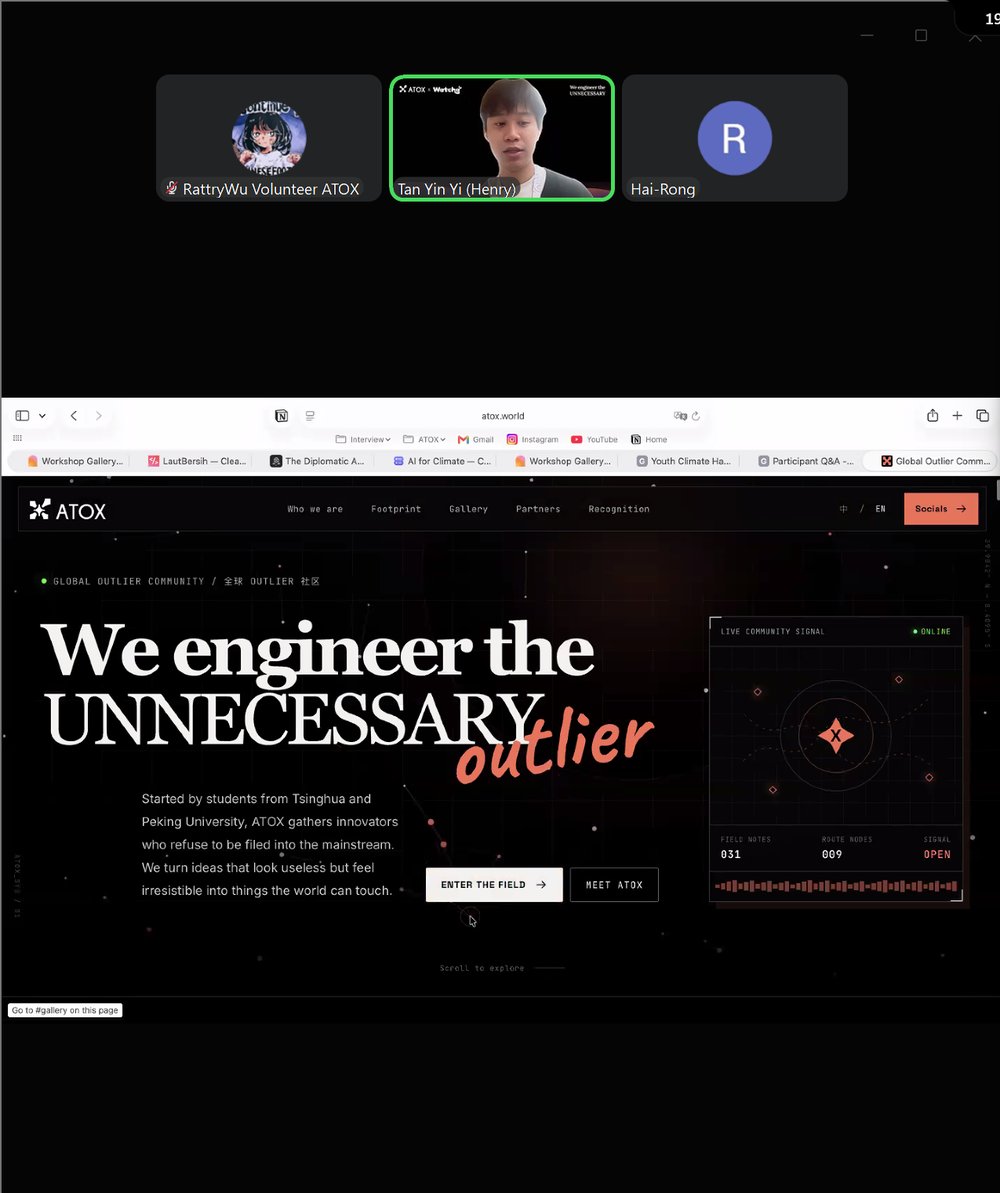 19
ATOX × Watcha
We engineer the
UNNECESSARY
RattryWu Volunteer ATOX
Tan Yin Yi (Henry)
R
Hai-Rong
atox.world
Interview
ATOX
Gmail
Instagram
YouTube
Home
Workshop Gallery...
LautBersih — Clea...
The Diplomatic A...
AI for Climate — C...
Workshop Gallery...
Youth Climate Ha...
Participant Q&A -...
Global Outlier Comm...
ATOX
Who we are
Footprint
Gallery
Partners
Recognition
中 / EN
Socials →
GLOBAL OUTLIER COMMUNITY / 全球 OUTLIER 社区
We engineer the
UNNECESSARY
outlier
Started by students from Tsinghua and
Peking University, ATOX gathers innovators
who refuse to be filed into the mainstream.
We turn ideas that look useless but feel
irresistible into things the world can touch.
ENTER THE FIELD →
MEET ATOX
LIVE COMMUNITY SIGNAL
ONLINE
X
FIELD NOTES
031
ROUTE NODES
009
SIGNAL
OPEN
Scroll to explore
Go to #gallery on this page